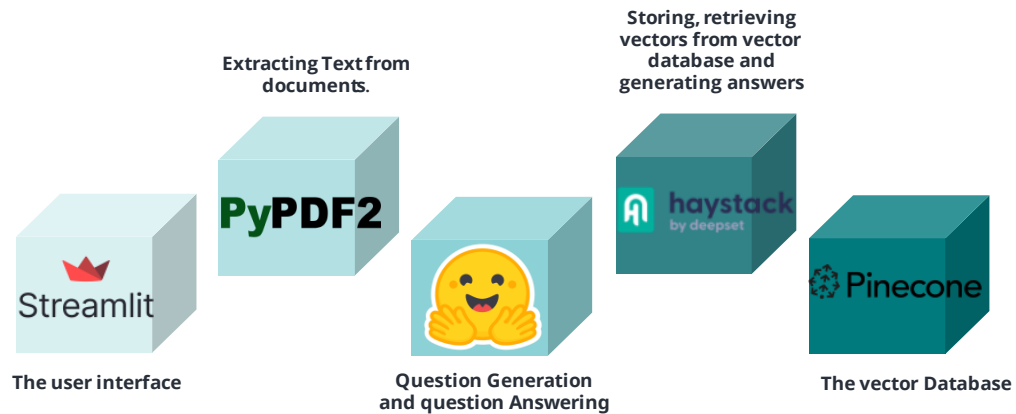 Storing, retrieving
vectors from vector
database and
generating answers
Extracting Text from
documents.
PyPDF2
haystack
by deepset
Streamlit
Pinecone
The user interface
Question Generation
and question Answering
The vector Database